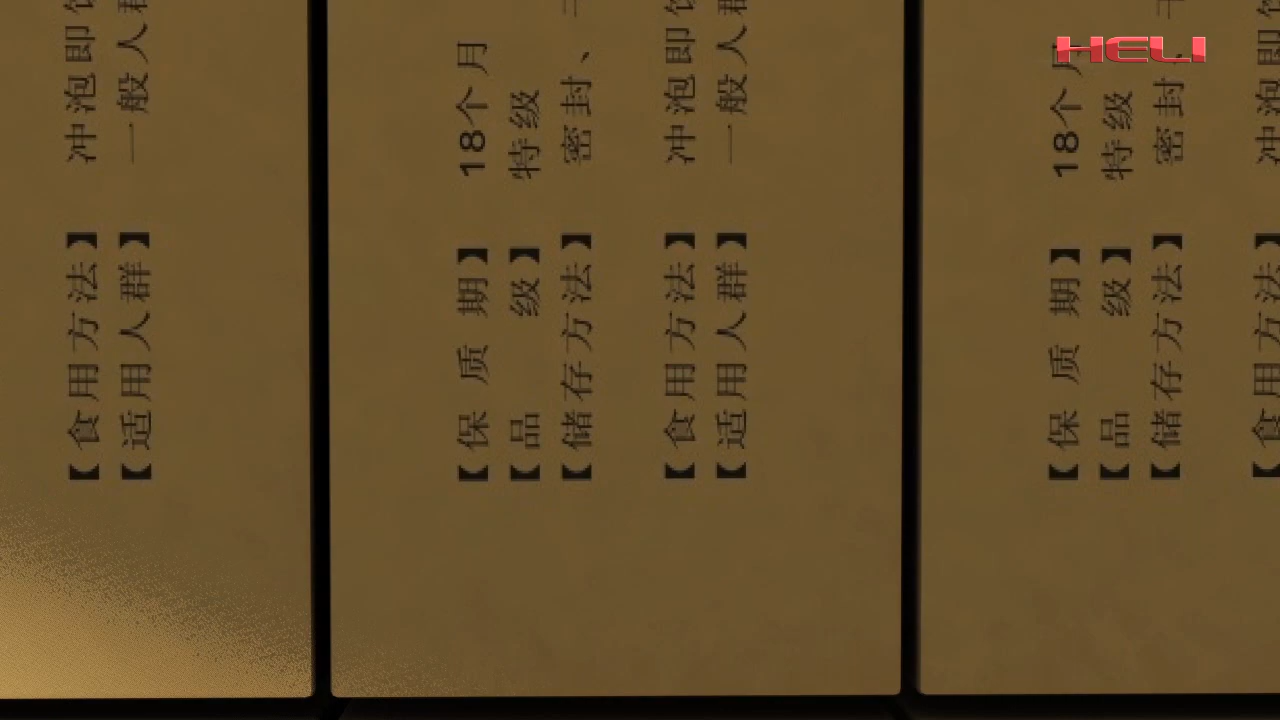 【食用方法】 冲泡即
【适用人群】 一般人
【保 质 期】 18个月
【品 级】 特级
【储存方法】 密封、
【食用方法】 冲泡即
【适用人群】 一般人
HELI
【保 质 期】 18个月
【品 级】 特级
【储存方法】 密封、
【食用方法】 冲泡即